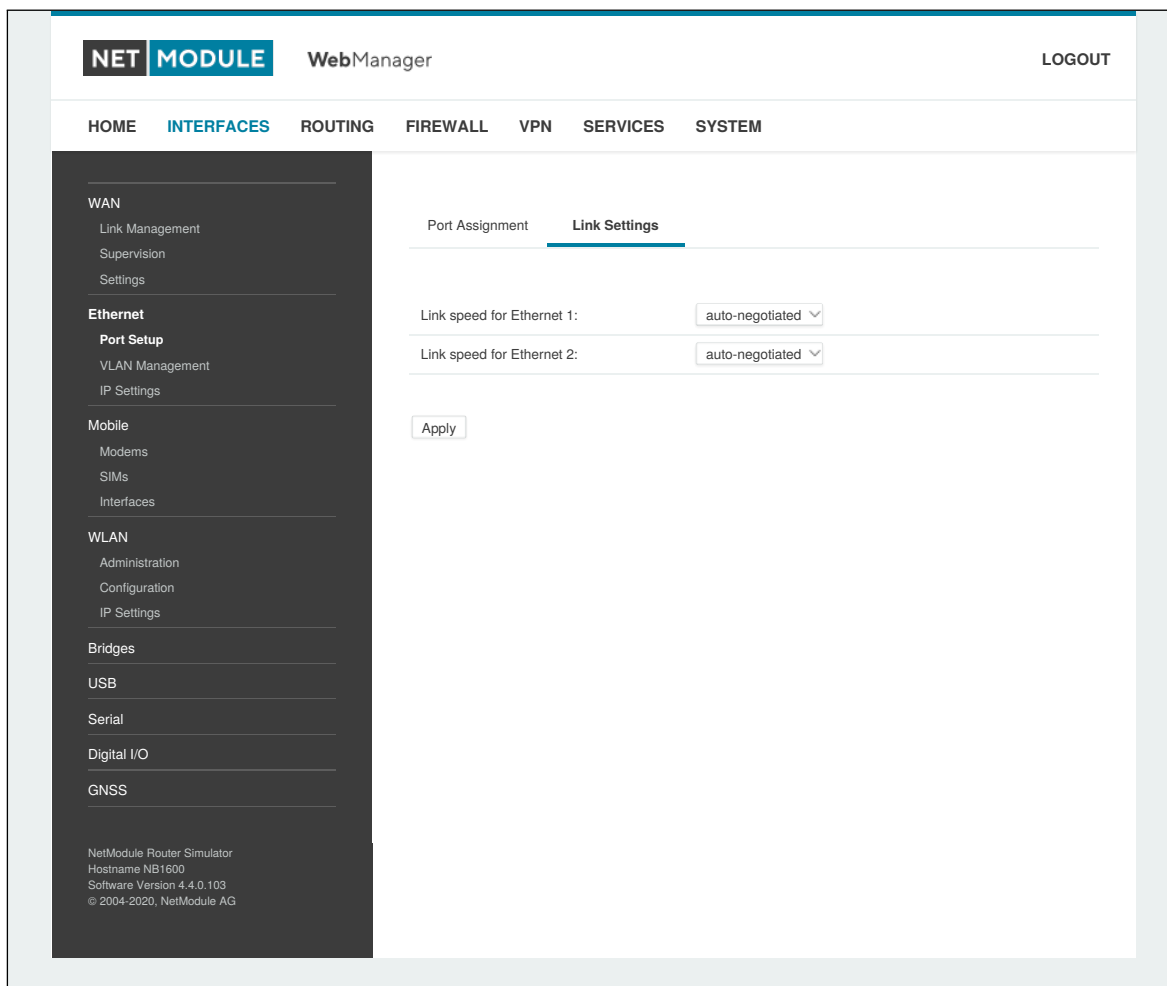 NET MODULE WebManager LOGOUT
HOME INTERFACES ROUTING FIREWALL VPN SERVICES SYSTEM
WAN
Link Management
Supervision
Settings
Ethernet
Port Setup
VLAN Management
IP Settings
Mobile
Modems
SIMs
Interfaces
WLAN
Administration
Configuration
IP Settings
Bridges
USB
Serial
Digital I/O
GNSS
NetModule Router Simulator
Hostname NB1600
Software Version 4.4.0.103
© 2004-2020, NetModule AG
Port Assignment Link Settings
Link speed for Ethernet 1: auto-negotiated
Link speed for Ethernet 2: auto-negotiated
Apply